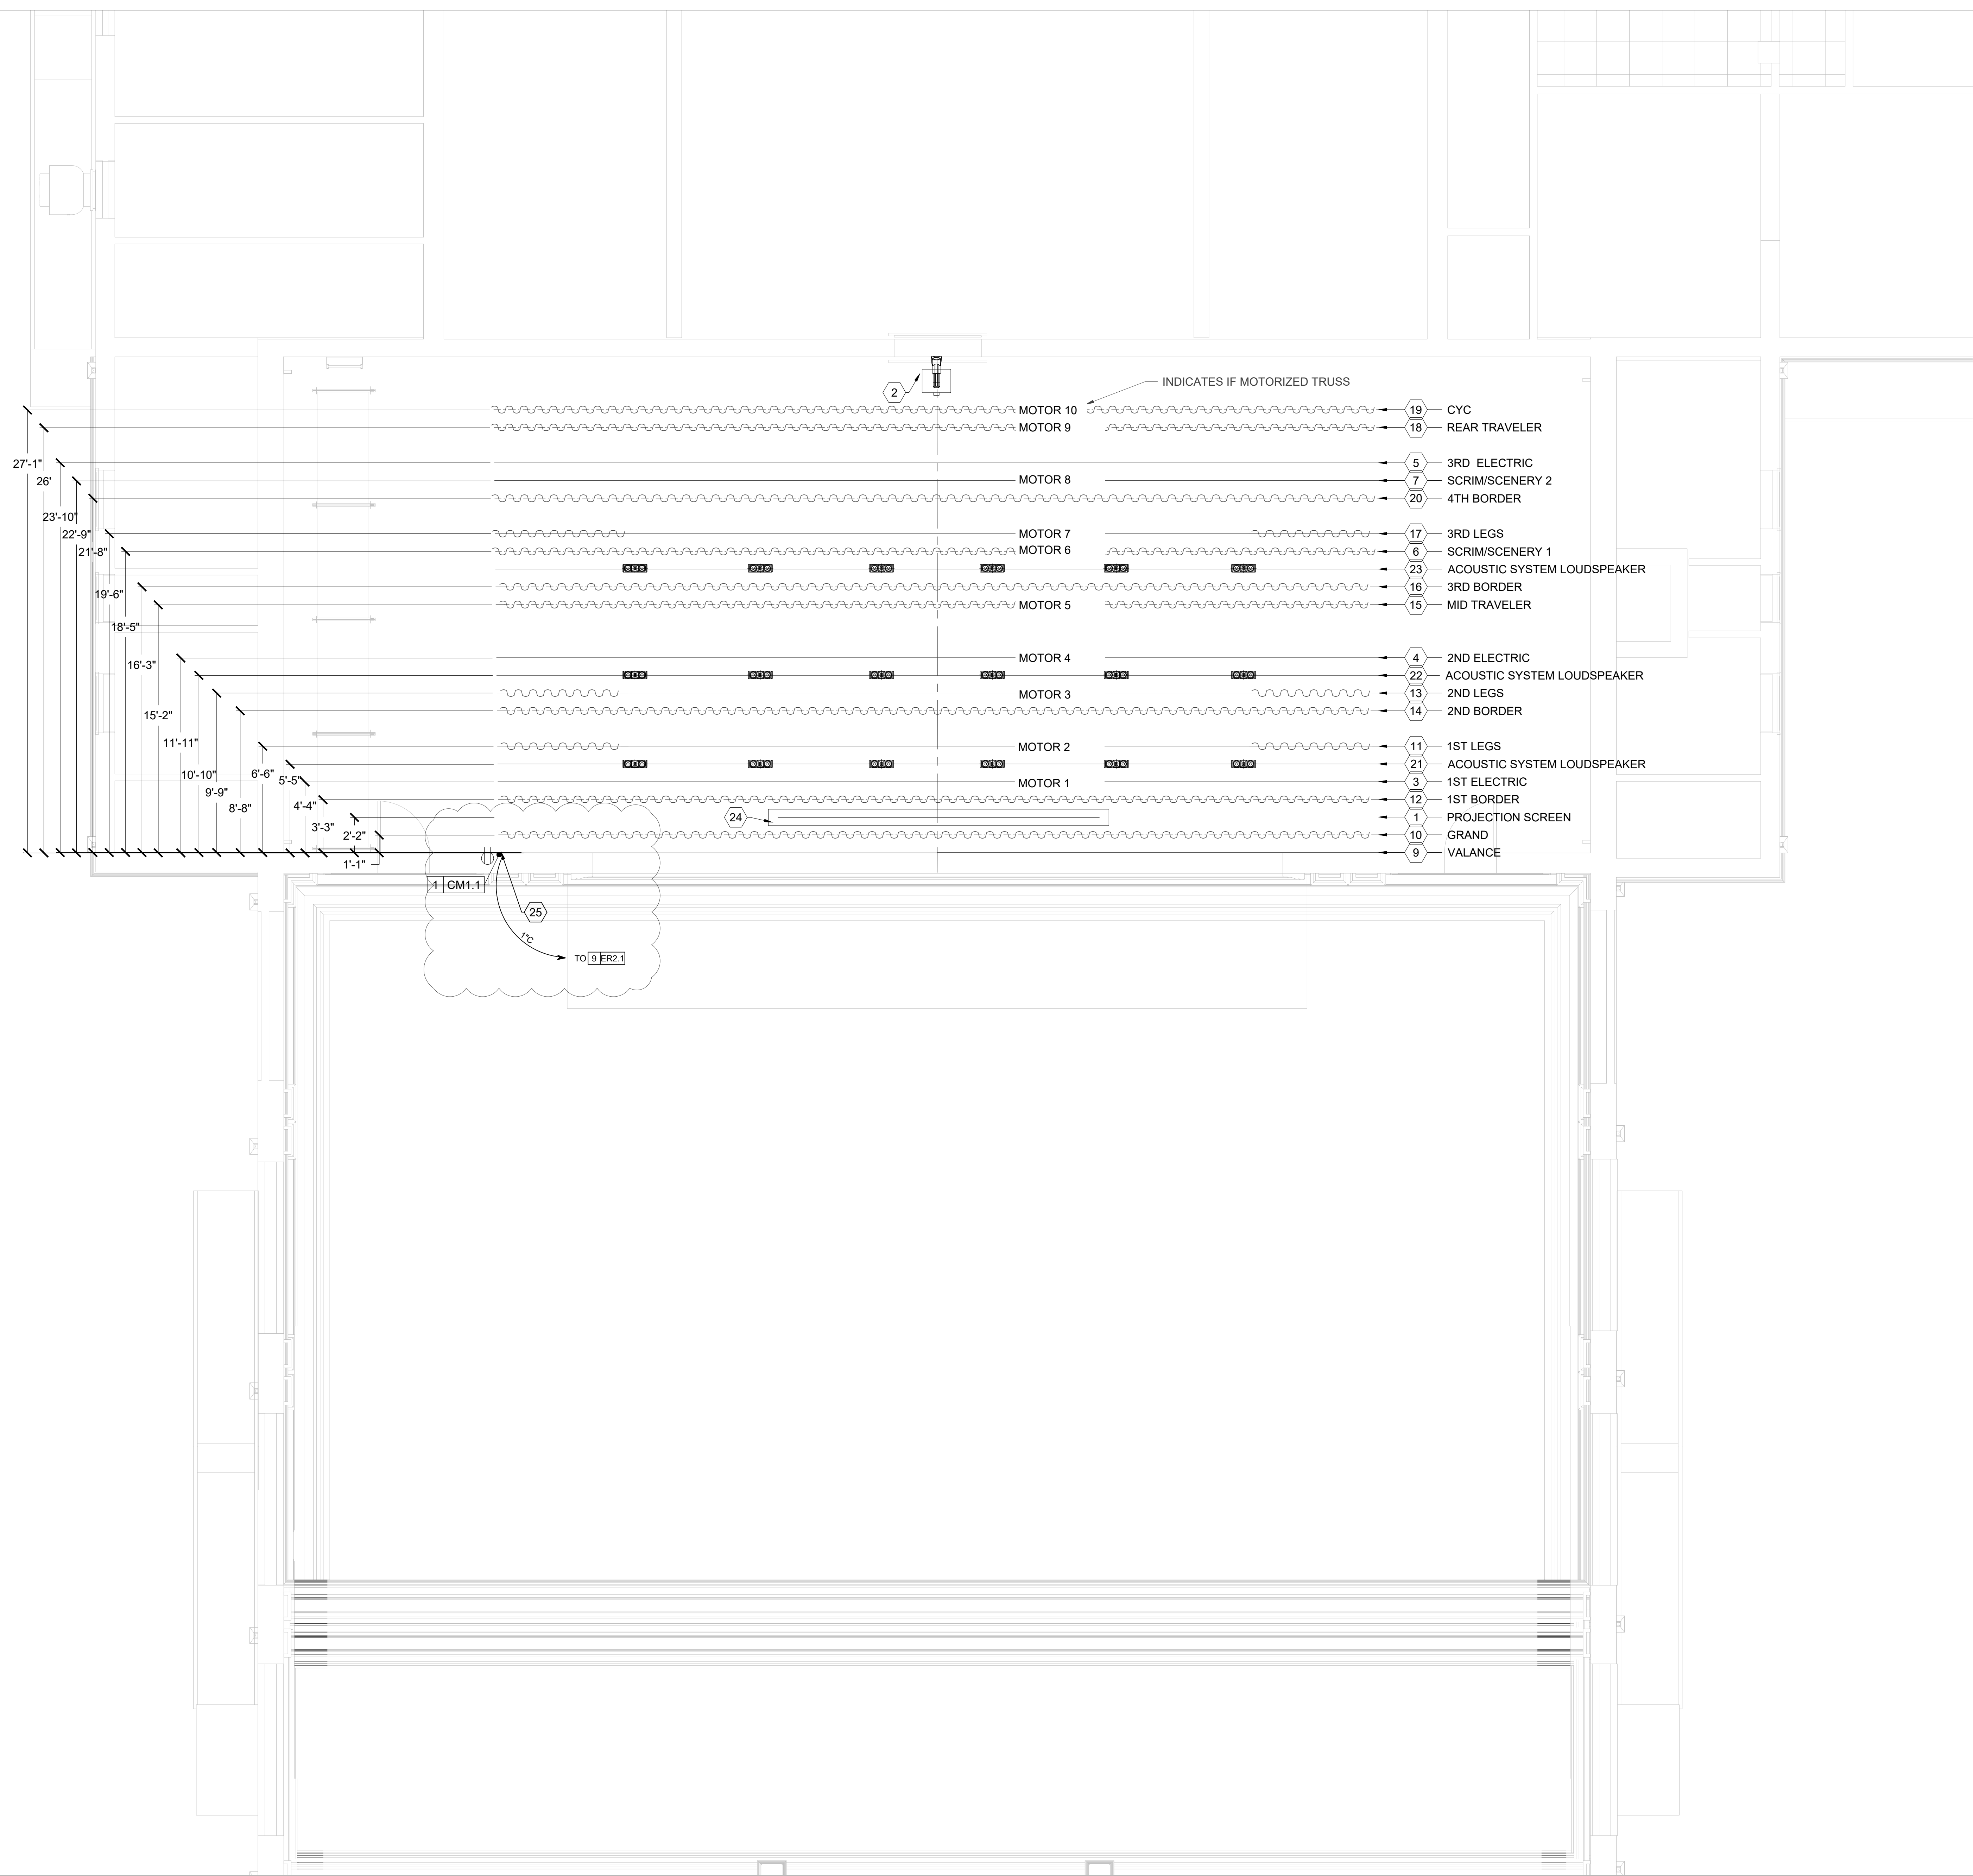 INDICATES IF MOTORIZED TRUSS
2
MOTOR 10
19 CYC
MOTOR 9
18 REAR TRAVELER
5 3RD ELECTRIC
MOTOR 8
7 SCRIM/SCENERY 2
20 4TH BORDER
MOTOR 7
17 3RD LEGS
MOTOR 6
6 SCRIM/SCENERY 1
23 ACOUSTIC SYSTEM LOUDSPEAKER
16 3RD BORDER
MOTOR 5
15 MID TRAVELER
MOTOR 4
4 2ND ELECTRIC
22 ACOUSTIC SYSTEM LOUDSPEAKER
MOTOR 3
13 2ND LEGS
14 2ND BORDER
MOTOR 2
11 1ST LEGS
21 ACOUSTIC SYSTEM LOUDSPEAKER
MOTOR 1
3 1ST ELECTRIC
12 1ST BORDER
24
1 PROJECTION SCREEN
10 GRAND
9 VALANCE
27'-1"
26'
23'-10"
22'-9"
21'-8"
19'-6"
18'-5"
16'-3"
15'-2"
11'-11"
10'-10"
9'-9"
8'-8"
6'-6"
5'-5"
4'-4"
3'-3"
2'-2"
1'-1"
1 CM1.1
25
1"C
TO 9 ER2.1